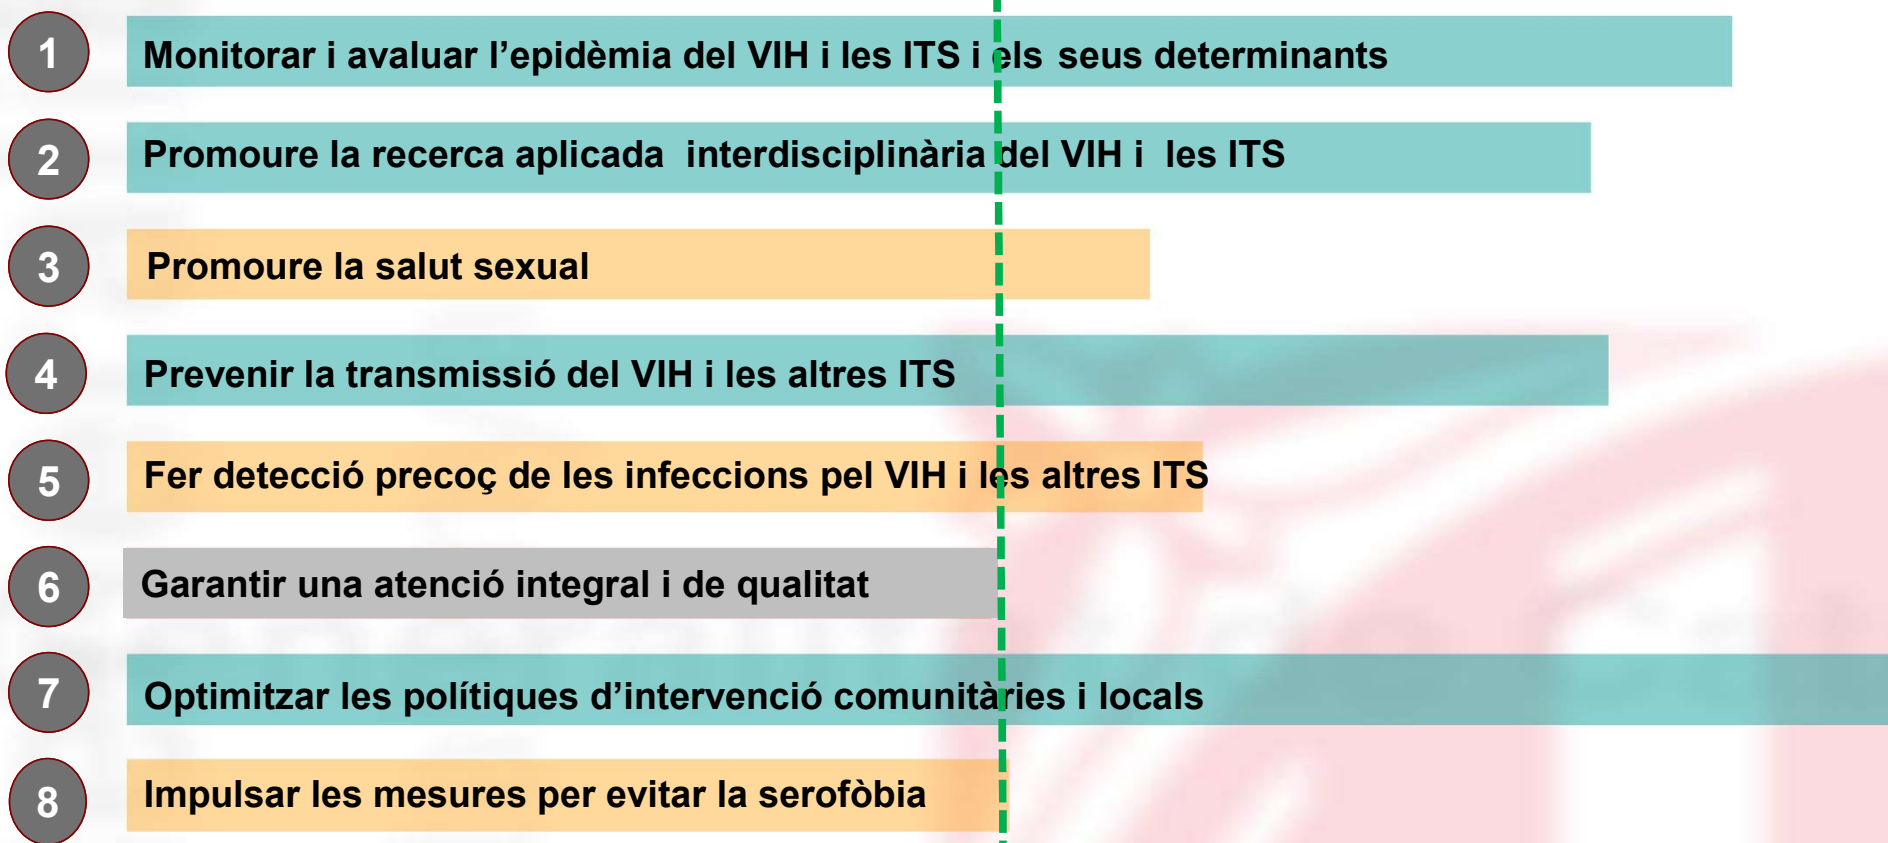 1 Monitorar i avaluar l’epidèmia del VIH i les ITS i els seus determinants
2 Promoure la recerca aplicada interdisciplinària del VIH i les ITS
3 Promoure la salut sexual
4 Prevenir la transmissió del VIH i les altres ITS
5 Fer detecció precoç de les infeccions pel VIH i les altres ITS
6 Garantir una atenció integral i de qualitat
7 Optimitzar les polítiques d’intervenció comunitàries i locals
8 Impulsar les mesures per evitar la serofòbia